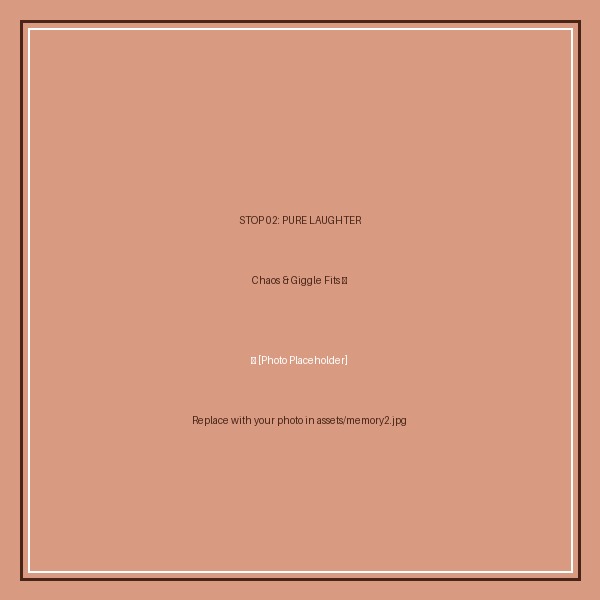 STOP 02: PURE LAUGHTER
Chaos & Giggle Fits
[Photo Placeholder]
Replace with your photo in assets/memory2.jpg